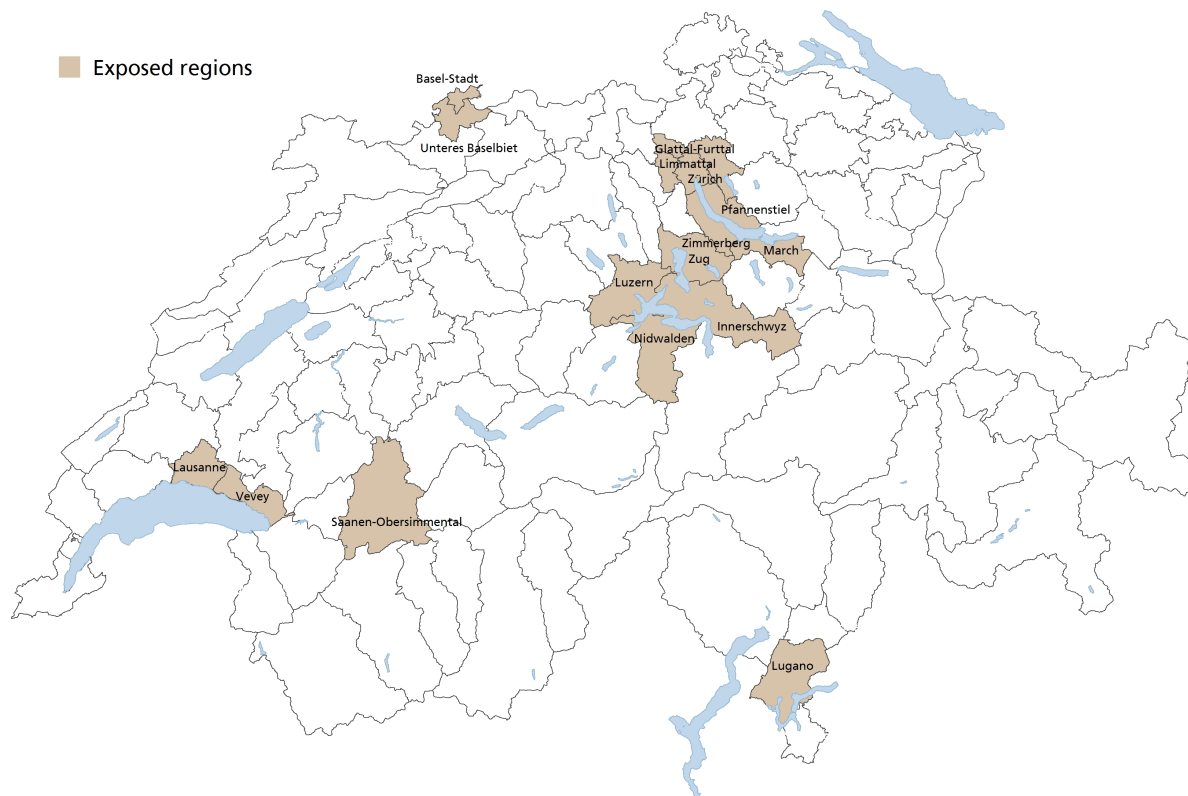 Exposed regions
Basel-Stadt
Unteres Baselbiet
Glattal-Furttal
Limmattal
Zürich
Pfannenstiel
Zimmerberg
March
Zug
Luzern
Innerschwyz
Nidwalden
Lausanne
Vevey
Saanen-Obersimmental
Lugano